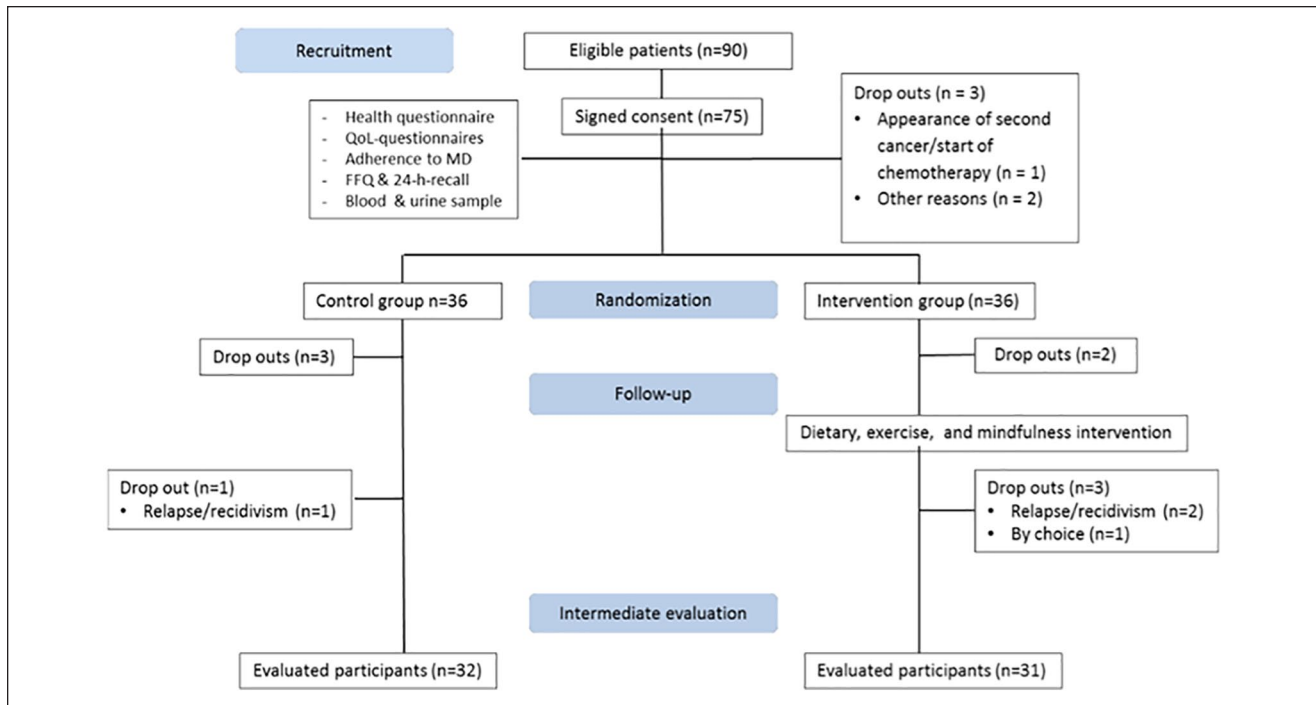 Recruitment
Eligible patients (n=90)
Signed consent (n=75)
- Health questionnaire
- QoL-questionnaires
- Adherence to MD
- FFQ & 24-h-recall
- Blood & urine sample
Drop outs (n = 3)
• Appearance of second
cancer/start of
chemotherapy (n = 1)
• Other reasons (n = 2)
Control group n=36
Randomization
Intervention group (n=36)
Drop outs (n=3)
Drop outs (n=2)
Follow-up
Dietary, exercise, and mindfulness intervention
Drop out (n=1)
• Relapse/recidivism (n=1)
Drop outs (n=3)
• Relapse/recidivism (n=2)
• By choice (n=1)
Intermediate evaluation
Evaluated participants (n=32)
Evaluated participants (n=31)